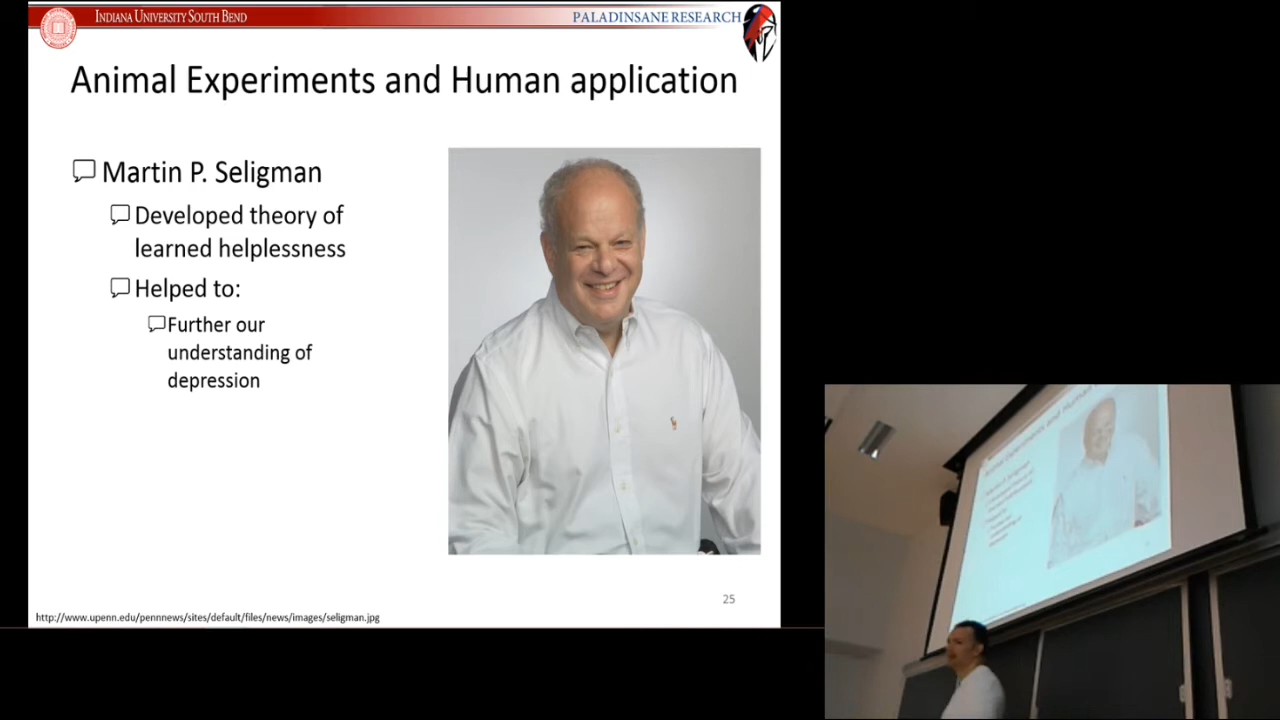 INDIANA UNIVERSITY SOUTH BEND
PALADINSANE RESEARCH
Animal Experiments and Human application
Martin P. Seligman
Developed theory of
learned helplessness
Helped to:
Further our
understanding of
depression
25
http://www.upenn.edu/pennnews/sites/default/files/news/images/seligman.jpg